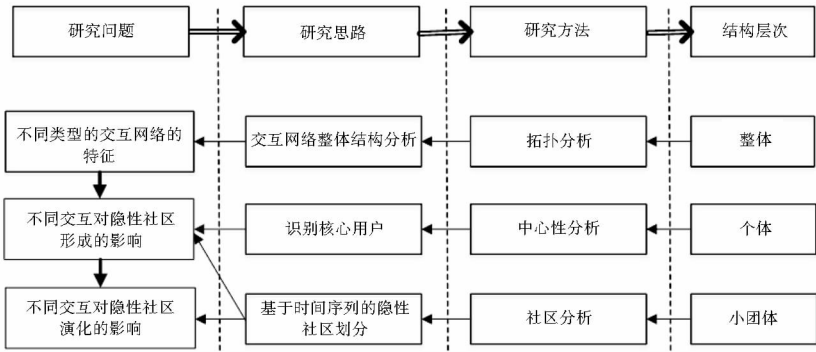 研究问题
研究思路
研究方法
结构层次
不同类型的交互网络的
特征
交互网络整体结构分析
拓扑分析
整体
不同交互对隐性社区
形成的影响
识别核心用户
中心性分析
个体
不同交互对隐性社区
演化的影响
基于时间序列的隐性
社区划分
社区分析
小团体